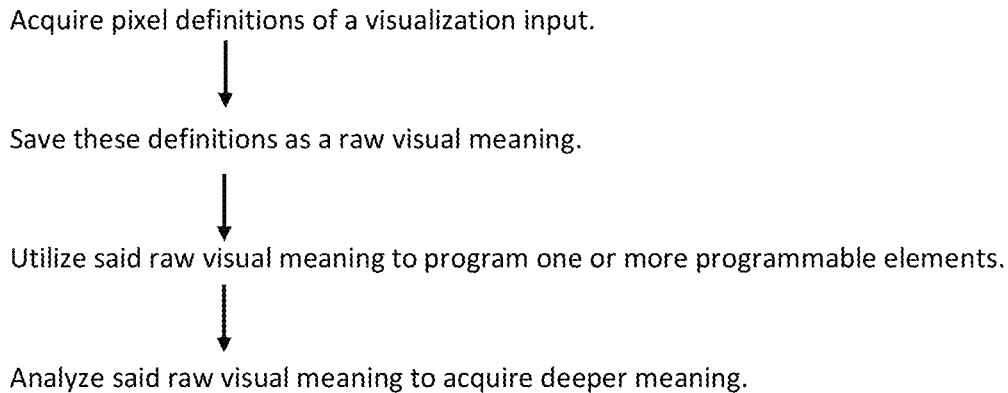 Acquire pixel definitions of a visualization input.
Save these definitions as a raw visual meaning.
Utilize said raw visual meaning to program one or more programmable elements.
Analyze said raw visual meaning to acquire deeper meaning.